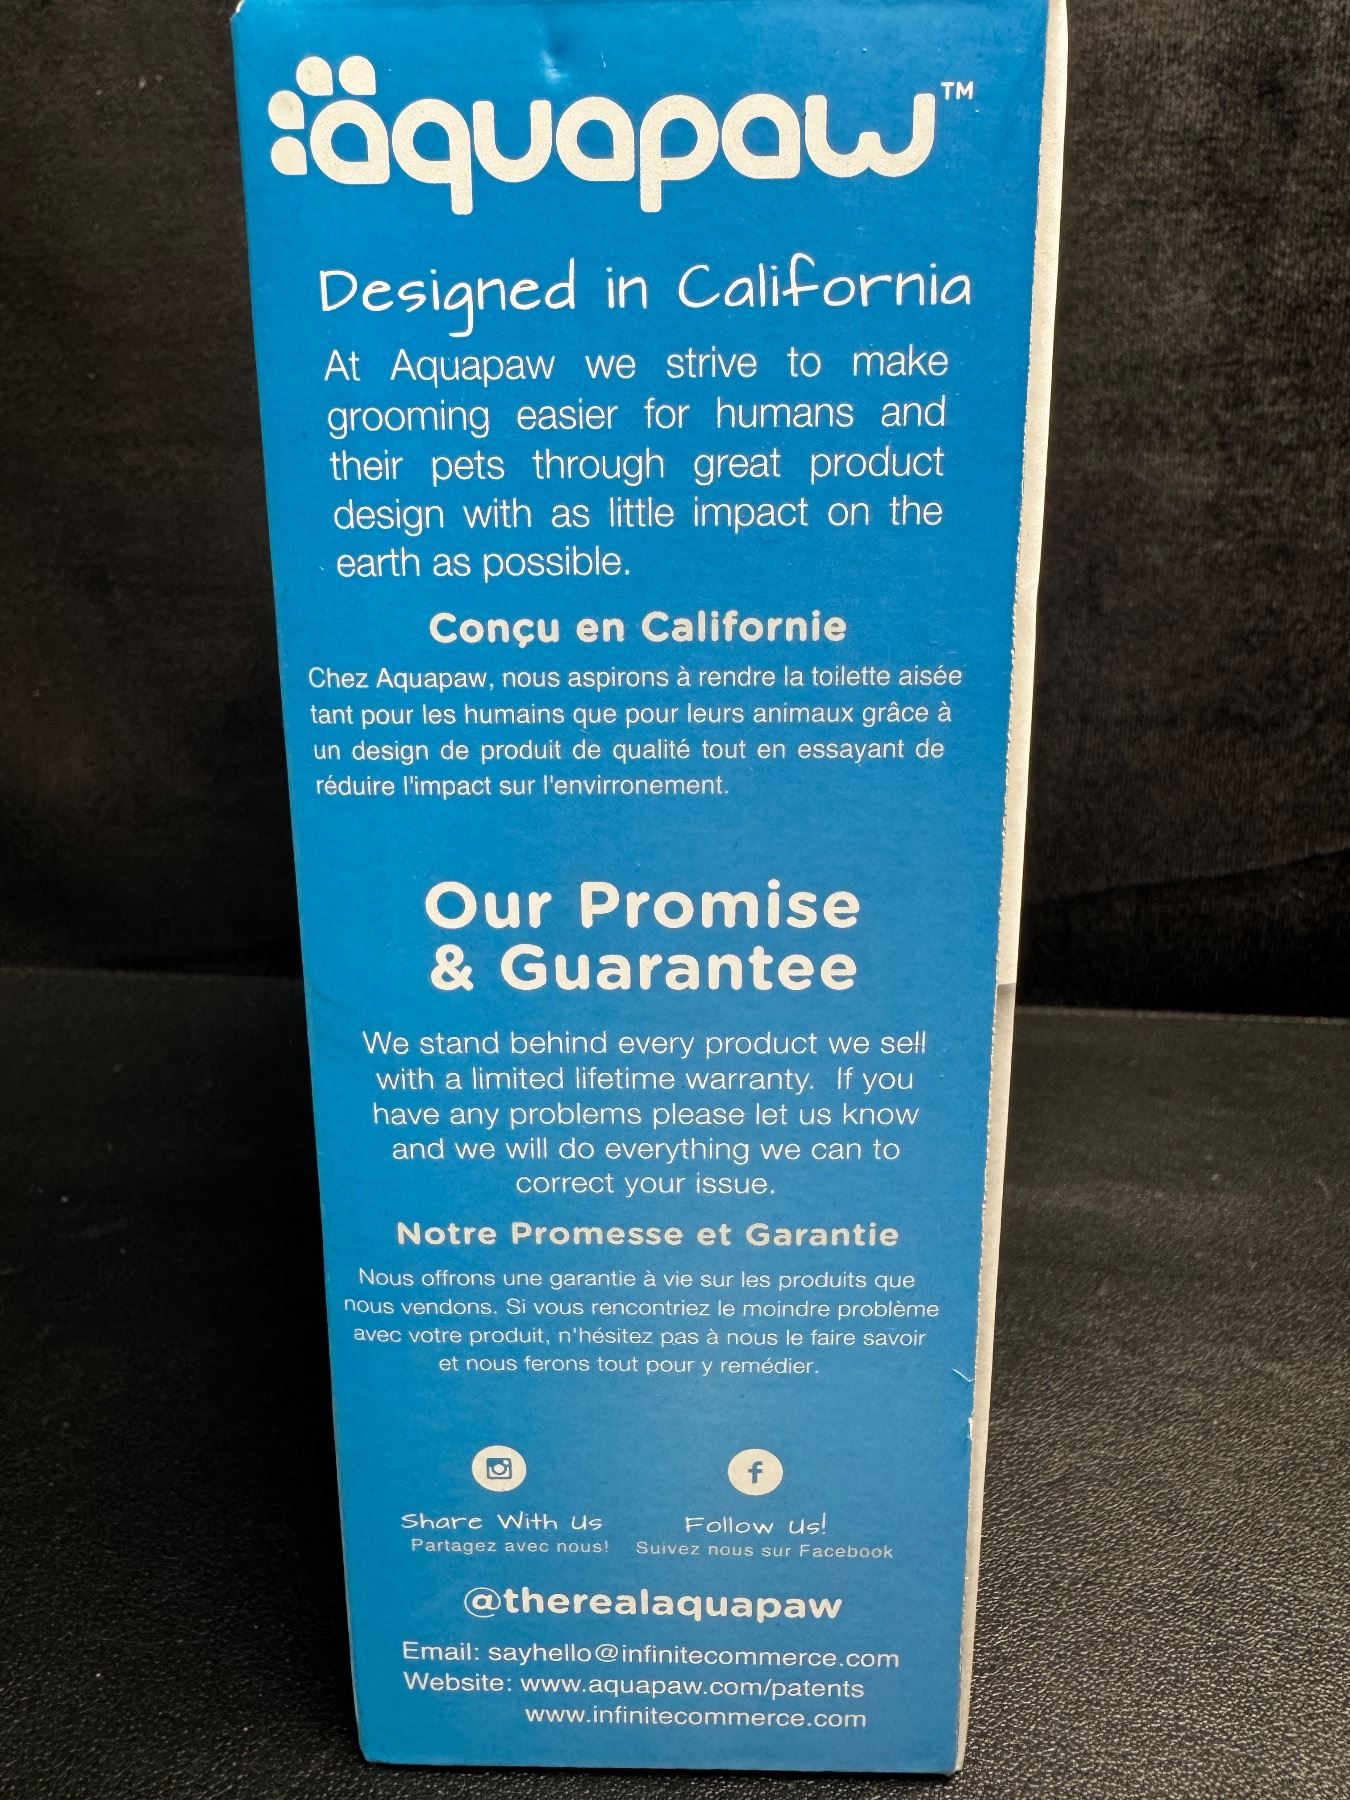 aquapaw™
Designed in California
At Aquapaw we strive to make
grooming easier for humans and
their pets through great product
design with as little impact on the
earth as possible.
Conçu en Californie
Chez Aquapaw, nous aspirons à rendre la toilette aisée
tant pour les humains que pour leurs animaux grâce à
un design de produit de qualité tout en essayant de
réduire l'impact sur l'envirronement.
Our Promise
& Guarantee
We stand behind every product we sell
with a limited lifetime warranty. If you
have any problems please let us know
and we will do everything we can to
correct your issue.
Notre Promesse et Garantie
Nous offrons une garantie à vie sur les produits que
nous vendons. Si vous rencontriez le moindre problème
avec votre produit, n'hésitez pas à nous le faire savoir
et nous ferons tout pour y remédier.
f
Share With Us
Partagez avec nous!
Follow us!
Suivez nous sur Facebook
@therealaquapaw
Email: sayhello@infinitecommerce.com
Website: www.aquapaw.com/patents
www.infinitecommerce.com